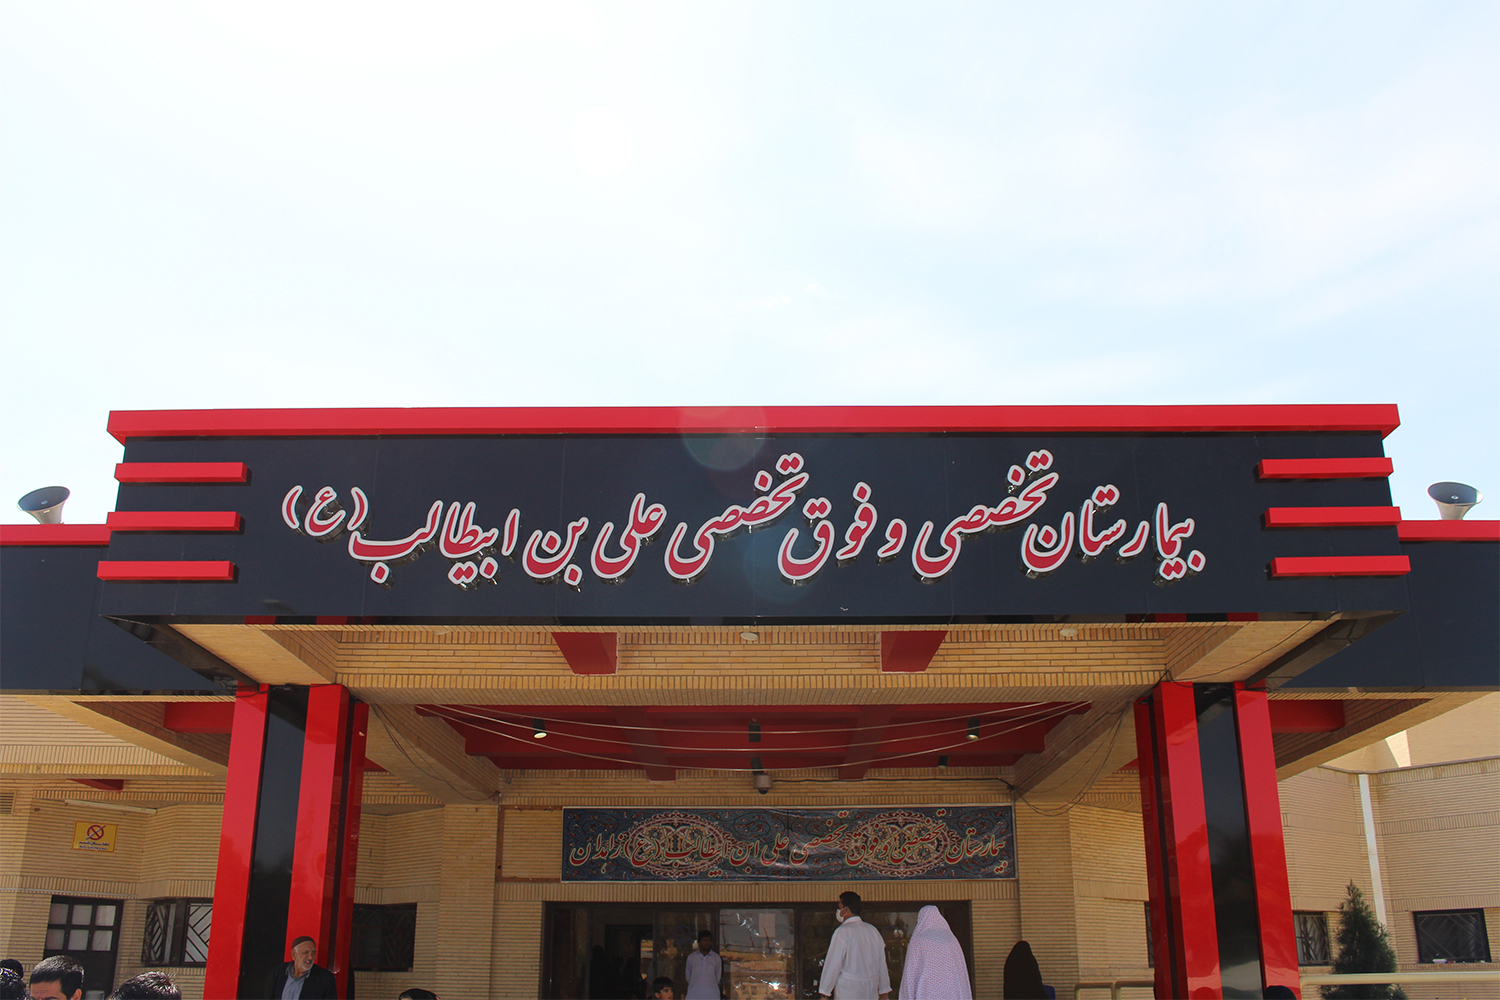 بیمارستان تخصصی و فوق تخصصی علی بن ابیطالب (ع)
بیمارستان تخصصی و فوق تخصصی علی ابن ابیطالب (ع) زاهدان